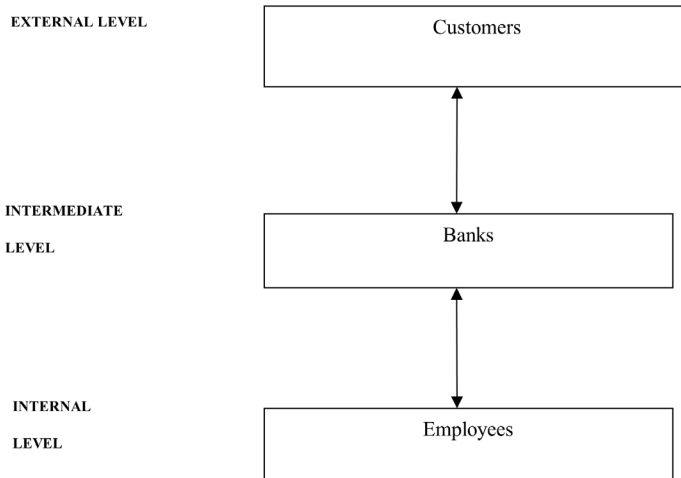 EXTERNAL LEVEL
Customers
INTERMEDIATE
LEVEL
Banks
INTERNAL
LEVEL
Employees